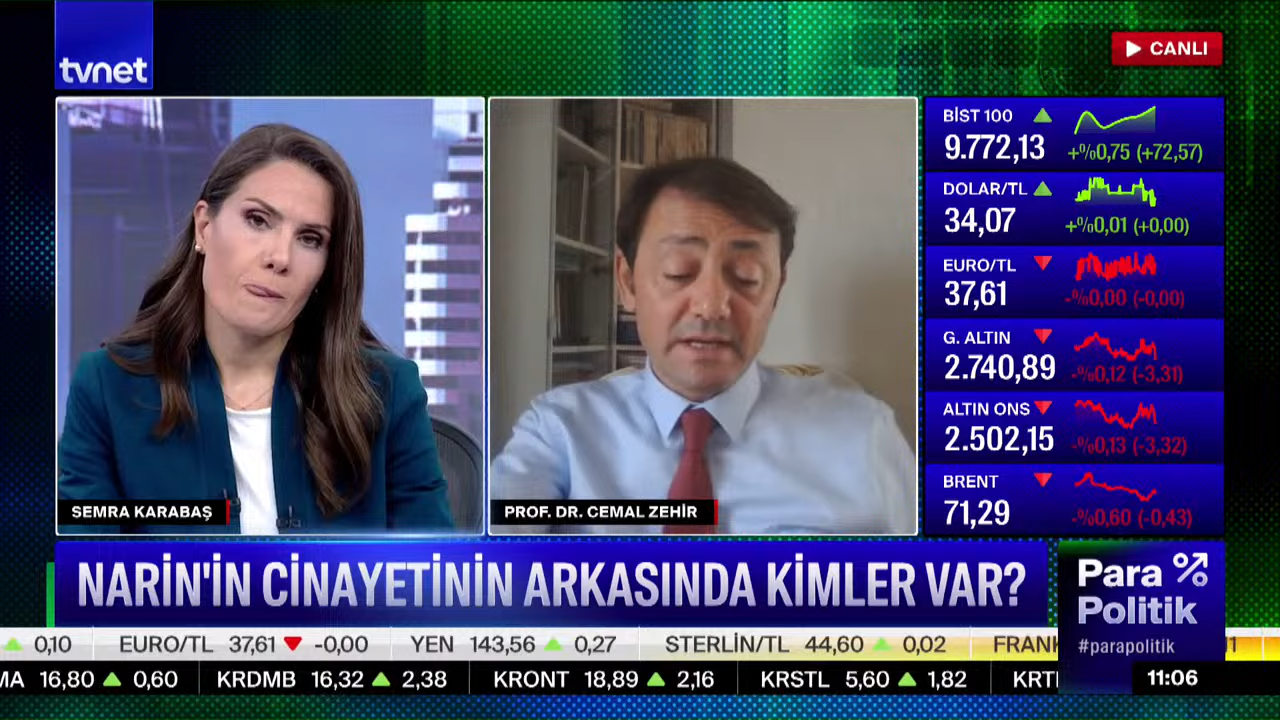 tvnet
CANLI
BİST 100
9.772,13
+%0,75 (+72,57)
DOLAR/TL
34,07
+%0,01 (+0,00)
EURO/TL
37,61
-%0,00 (-0,00)
G. ALTIN
2.740,89
-%0,12 (-3,31)
ALTIN ONS
2.502,15
-%0,13 (-3,32)
BRENT
71,29
-%0,60 (-0,43)
SEMRA KARABAŞ
PROF. DR. CEMAL ZEHİR
NARİN'İN CİNAYETİNİN ARKASINDA KİMLER VAR?
Para %
Politik
#parapolitik
0,10 EURO/TL 37,61 -0,00 YEN 143,56 0,27 STERLİN/TL 44,60 0,02 FRANK
MA 16,80 0,60 KRDMB 16,32 2,38 KRONT 18,89 2,16 KRSTL 5,60 1,82 KRT
11:06